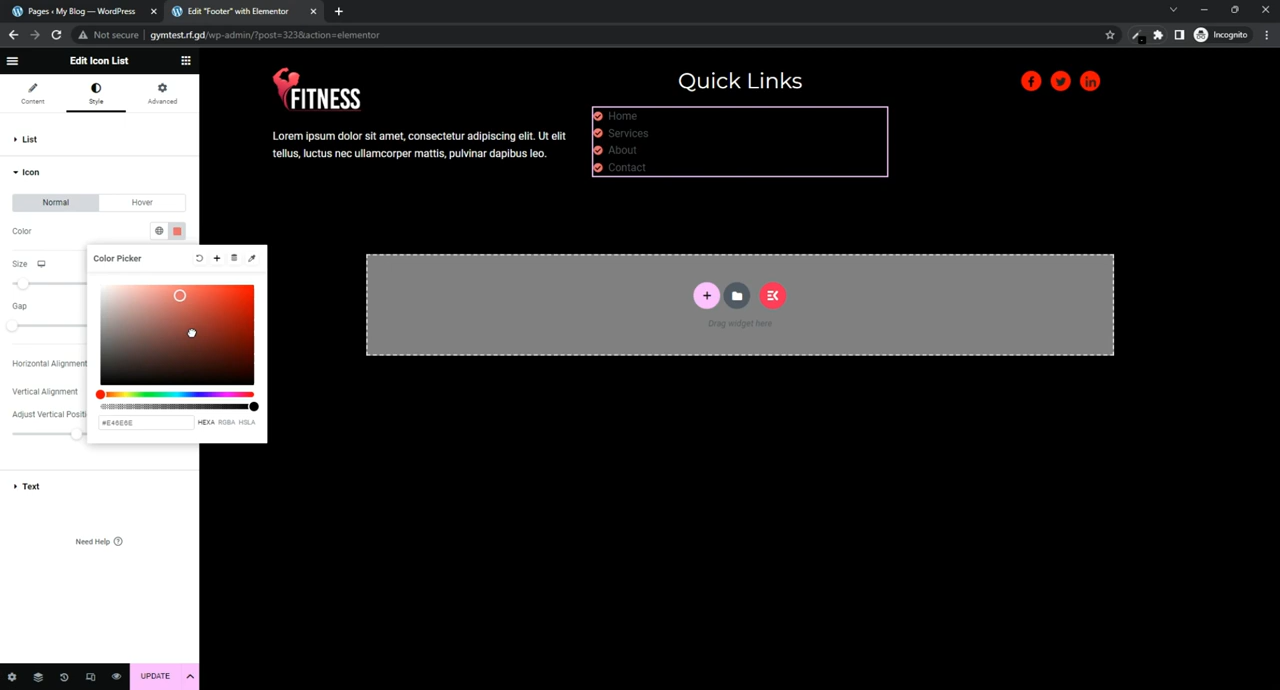 Pages ‹ My Blog — WordPress
Edit "Footer" with Elementor
Not secure gymtest.rf.gd/wp-admin/?post=323&action=elementor
Incognito
Edit Icon List
Content Style Advanced
List
Icon
Normal Hover
Color
Color Picker
Size
Gap
Horizontal Alignment
Vertical Alignment
Adjust Vertical Positi
#E46E6E HEXA RGBA HSLA
Text
Need Help
UPDATE
FITNESS
Lorem ipsum dolor sit amet, consectetur adipiscing elit. Ut elit
tellus, luctus nec ullamcorper mattis, pulvinar dapibus leo.
Quick Links
Home
Services
About
Contact
Drag widget here